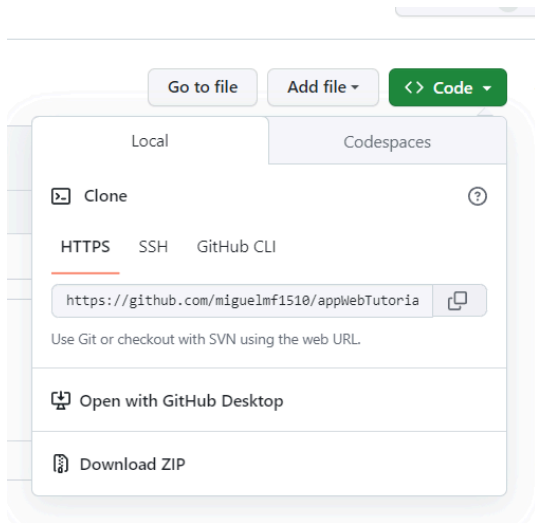 Go to file Add file <> Code
Local Codespaces
Clone
HTTPS SSH GitHub CLI
https://github.com/miguelmf1510/appWebTutoria
Use Git or checkout with SVN using the web URL.
Open with GitHub Desktop
Download ZIP